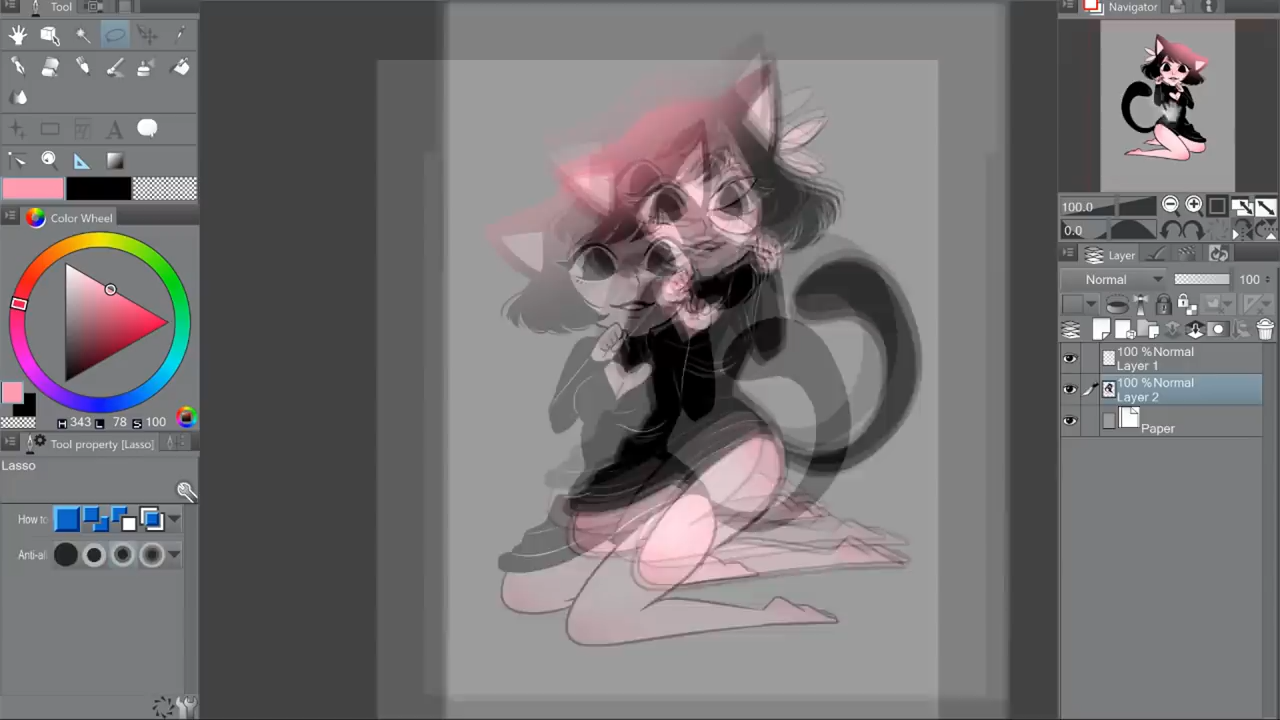 Tool
Color Wheel
H 343 L 78 S 100
Tool property [Lasso]
Lasso
How to
Anti-al
Navigator
100.0
0.0
Layer
Normal
100
100 % Normal
Layer 1
100 % Normal
Layer 2
Paper